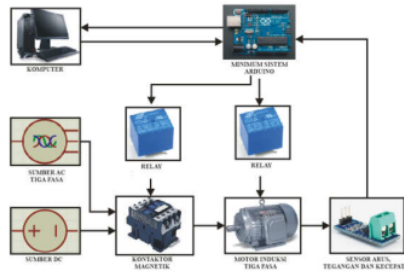 KOMPUTER
MINIMUM SISTEM
ARDUINO
RELAY
RELAY
SUMBER AC
TIGA FASA
SUMBER DC
KONTAKTOR
MAGNETIK
MOTOR INDUKSI
TIGA FASA
SENSOR ARUS,
TEGANGAN DAN KECEPAT